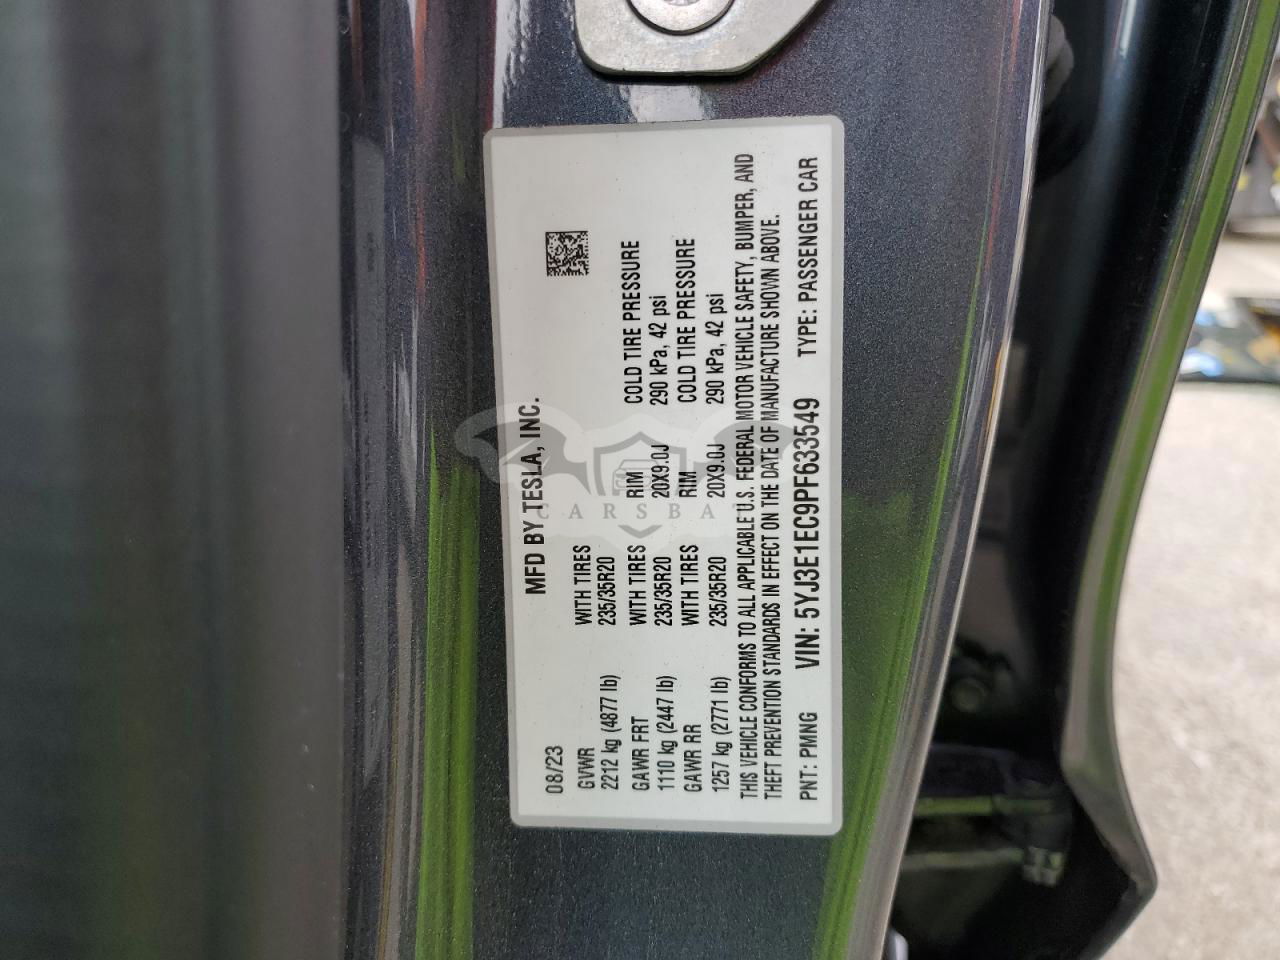 MFD BY TESLA, INC.
08/23
GVWR WITH TIRES
2212 kg (4877 lb) 235/35R20
GAWR FRT WITH TIRES RIM COLD TIRE PRESSURE
1110 kg (2447 lb) 235/35R20 20X9.0J 290 kPa, 42 psi
GAWR RR WITH TIRES RIM COLD TIRE PRESSURE
1257 kg (2771 lb) 235/35R20 20X9.0J 290 kPa, 42 psi
THIS VEHICLE CONFORMS TO ALL APPLICABLE U.S. FEDERAL MOTOR VEHICLE SAFETY, BUMPER, AND
THEFT PREVENTION STANDARDS IN EFFECT ON THE DATE OF MANUFACTURE SHOWN ABOVE.
PNT: PMNG VIN: 5YJ3E1EC9PF633549 TYPE: PASSENGER CAR
CARSBAT